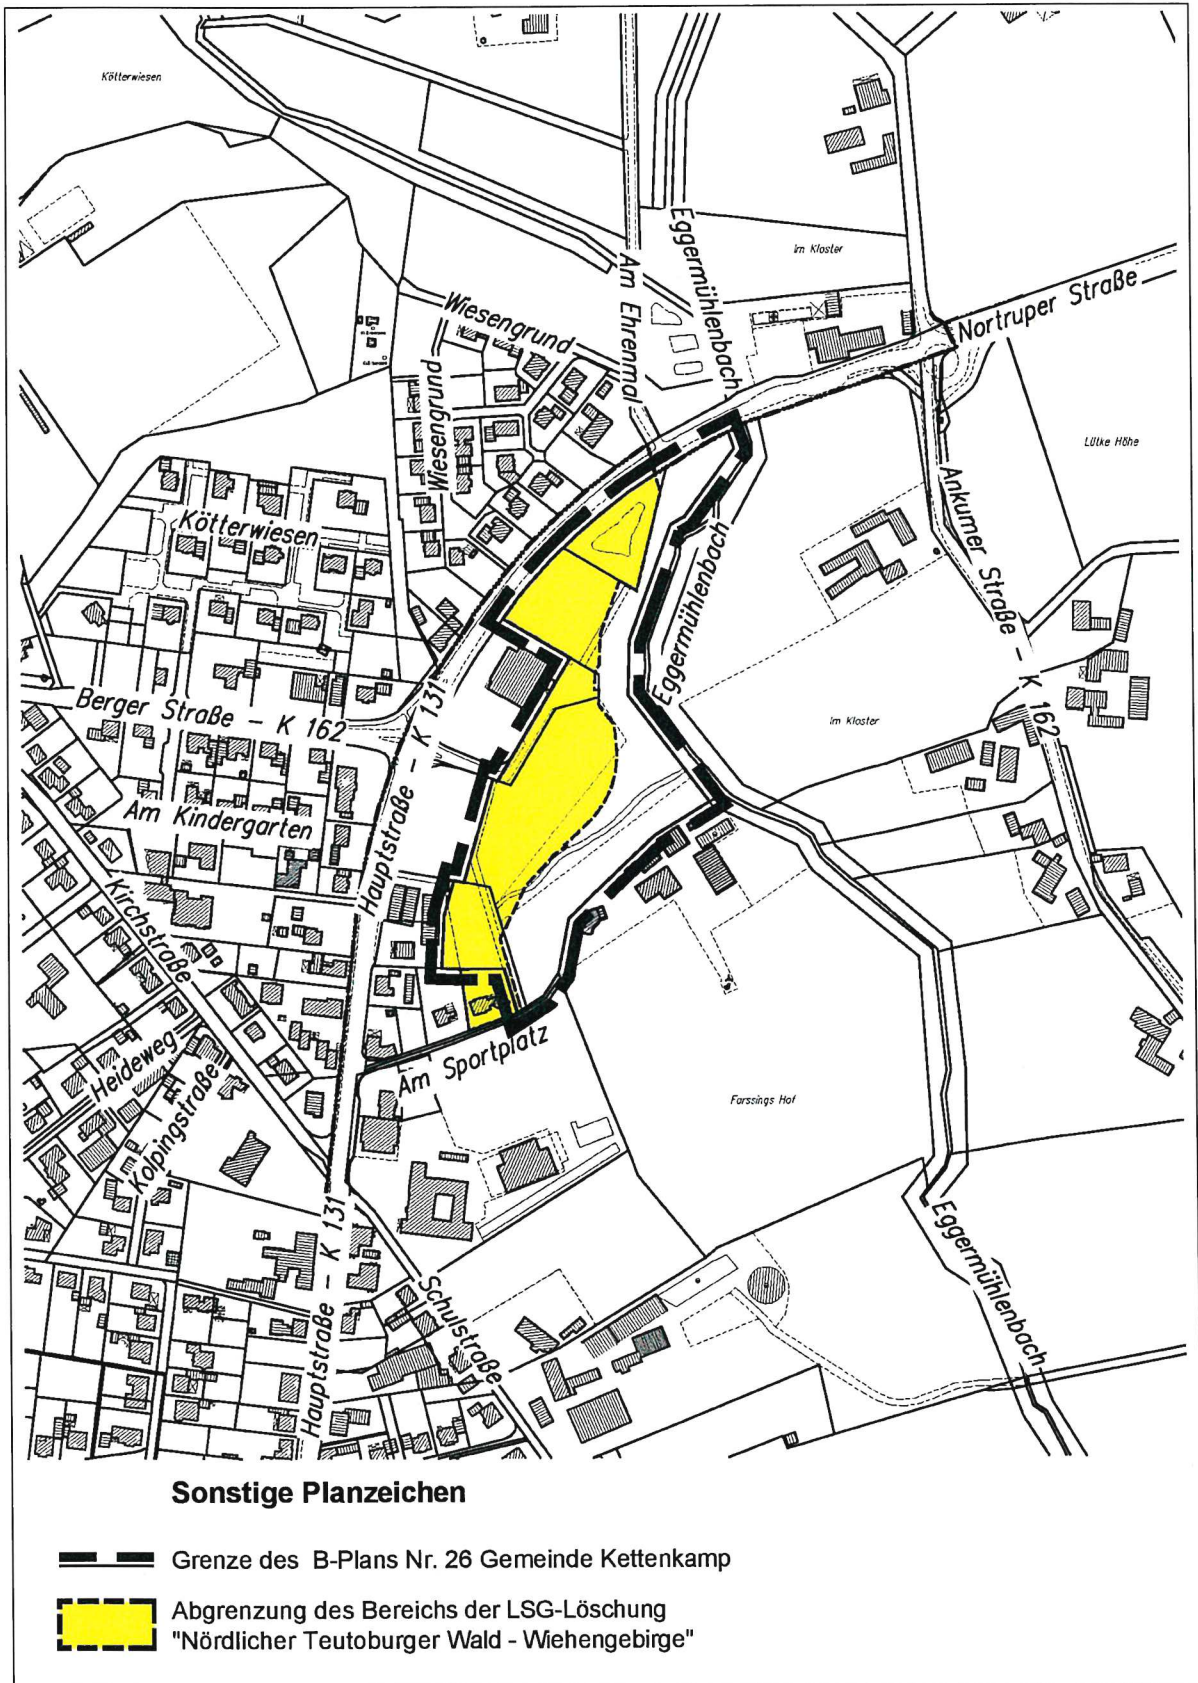 Kötterwiesen
Eggermühlenbach
Im Kloster
Am Ehrenmal
Nortruper Straße
Wiesengrund
Wiesengrund
Lütke Höhe
Ankumer Straße - K 162
Kötterwiesen
Eggermühlenbach
Berger Straße - K 162
Hauptstraße - K 131
Im Kloster
Am Kindergarten
Kirchstraße
Heideweg
Kolpingstraße
Am Sportplatz
Farssings Hof
Hauptstraße - K 131
Schulstraße
Eggermühlenbach
Sonstige Planzeichen
Grenze des B-Plans Nr. 26 Gemeinde Kettenkamp
Abgrenzung des Bereichs der LSG-Löschung
"Nördlicher Teutoburger Wald - Wiehengebirge"